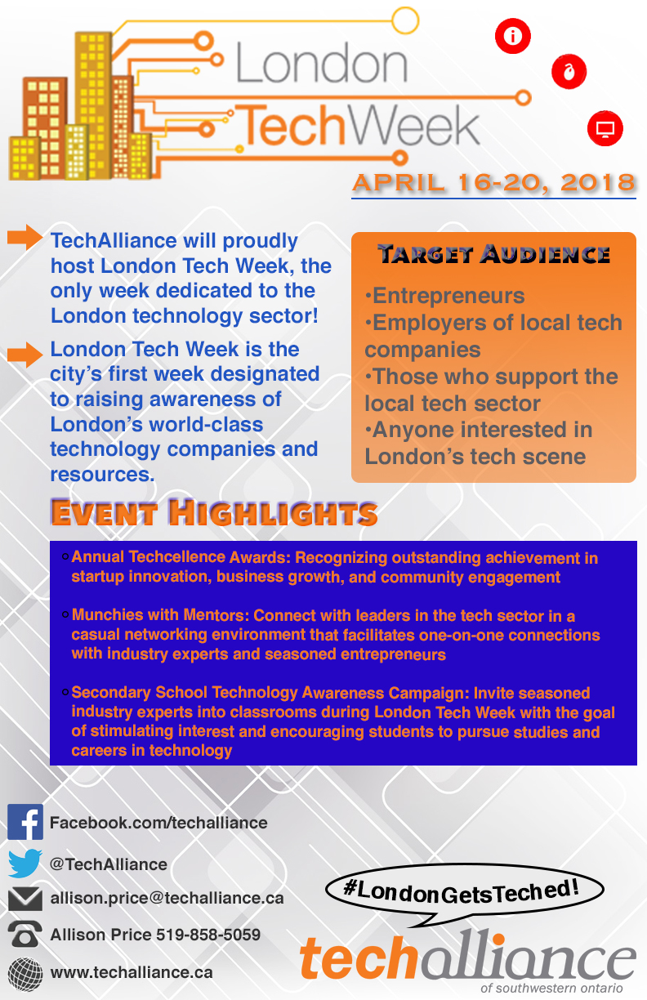 London
TechWeek
APRIL 16-20, 2018
TechAlliance will proudly
host London Tech Week, the
only week dedicated to the
London technology sector!
London Tech Week is the
city's first week designated
to raising awareness of
London's world-class
technology companies and
resources.
TARGET AUDIENCE
•Entrepreneurs
•Employers of local tech
companies
•Those who support the
local tech sector
•Anyone interested in
London's tech scene
EVENT HIGHLIGHTS
Annual Techcellence Awards: Recognizing outstanding achievement in
startup innovation, business growth, and community engagement
Munchies with Mentors: Connect with leaders in the tech sector in a
casual networking environment that facilitates one-on-one connections
with industry experts and seasoned entrepreneurs
Secondary School Technology Awareness Campaign: Invite seasoned
industry experts into classrooms during London Tech Week with the goal
of stimulating interest and encouraging students to pursue studies and
careers in technology
Facebook.com/techalliance
@TechAlliance
allison.price@techalliance.ca
Allison Price 519-858-5059
www.techalliance.ca
#LondonGetsTeched!
techalliance
of southwestern ontario